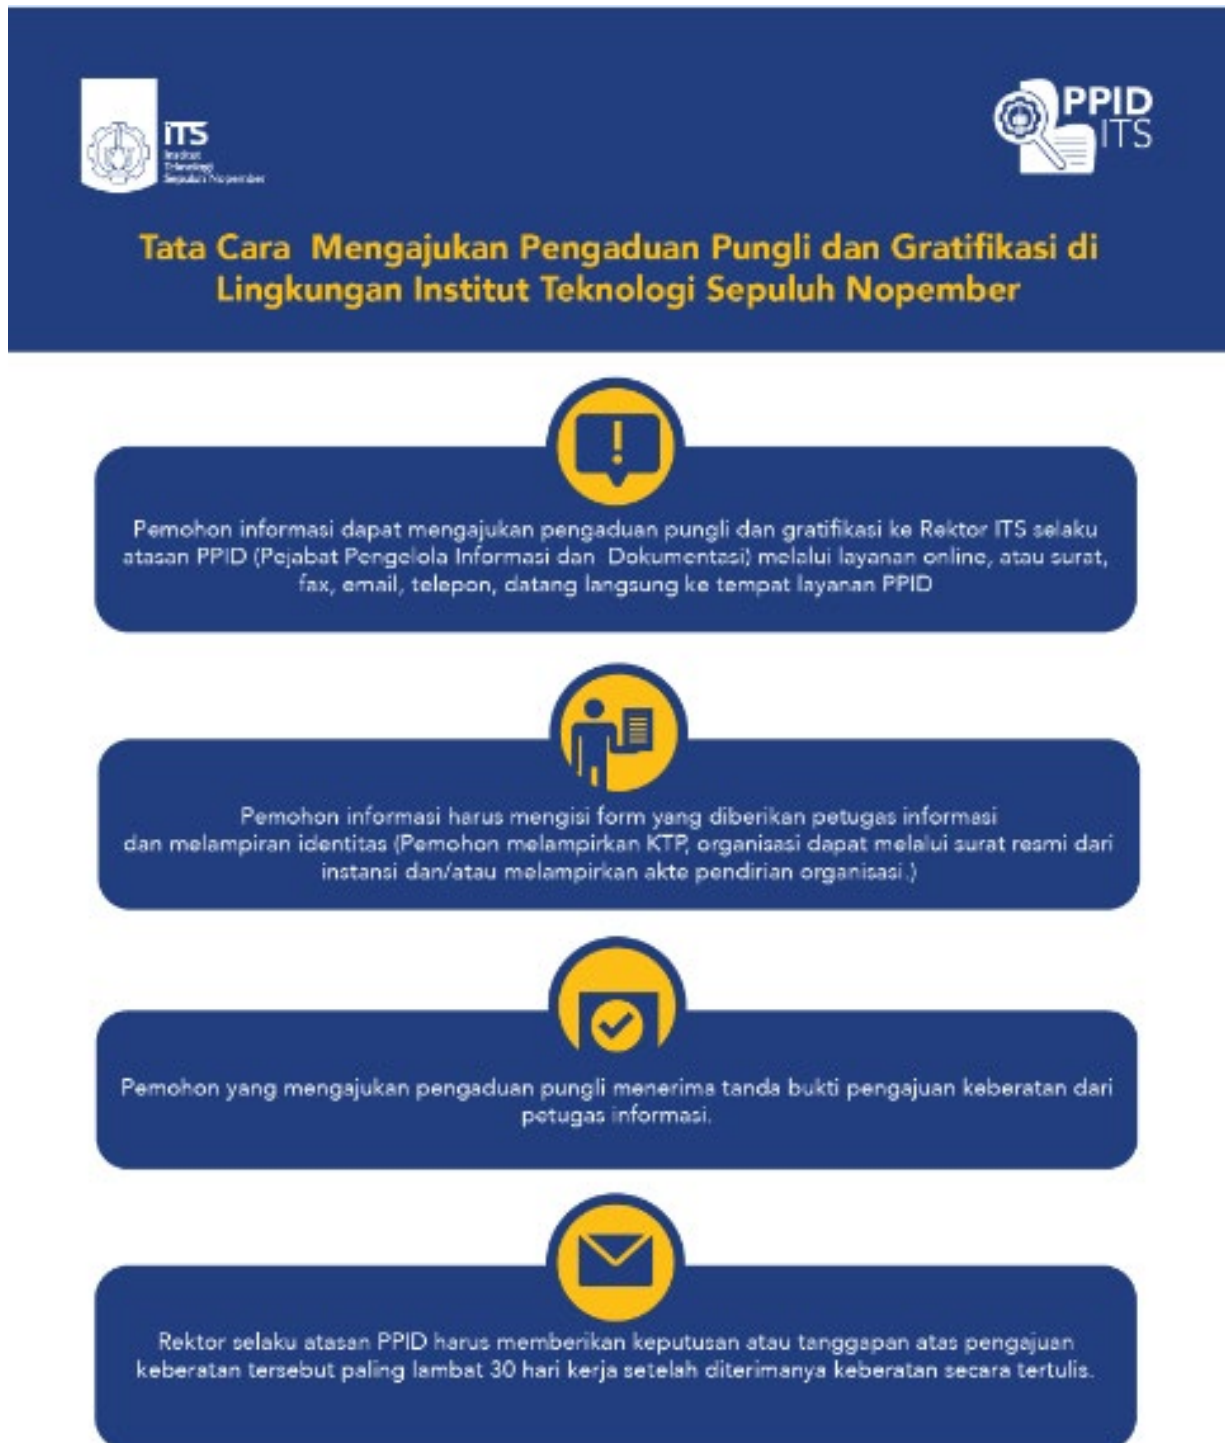 iTS
Institut
Teknologi
Sepuluh Nopember
PPID
ITS
Tata Cara Mengajukan Pengaduan Pungli dan Gratifikasi di
Lingkungan Institut Teknologi Sepuluh Nopember
!
Pemohon informasi dapat mengajukan pengaduan pungli dan gratifikasi ke Rektor ITS selaku
atasan PPID (Pejabat Pengelola Informasi dan Dokumentasi) melalui layanan online, atau surat,
fax, email, telepon, datang langsung ke tempat layanan PPID
Pemohon informasi harus mengisi form yang diberikan petugas informasi
dan melampiran identitas (Pemohon melampirkan KTP, organisasi dapat melalui surat resmi dari
instansi dan/atau melampirkan akte pendirian organisasi.)
Pemohon yang mengajukan pengaduan pungli menerima tanda bukti pengajuan keberatan dari
petugas informasi.
Rektor selaku atasan PPID harus memberikan keputusan atau tanggapan atas pengajuan
keberatan tersebut paling lambat 30 hari kerja setelah diterimanya keberatan secara tertulis.